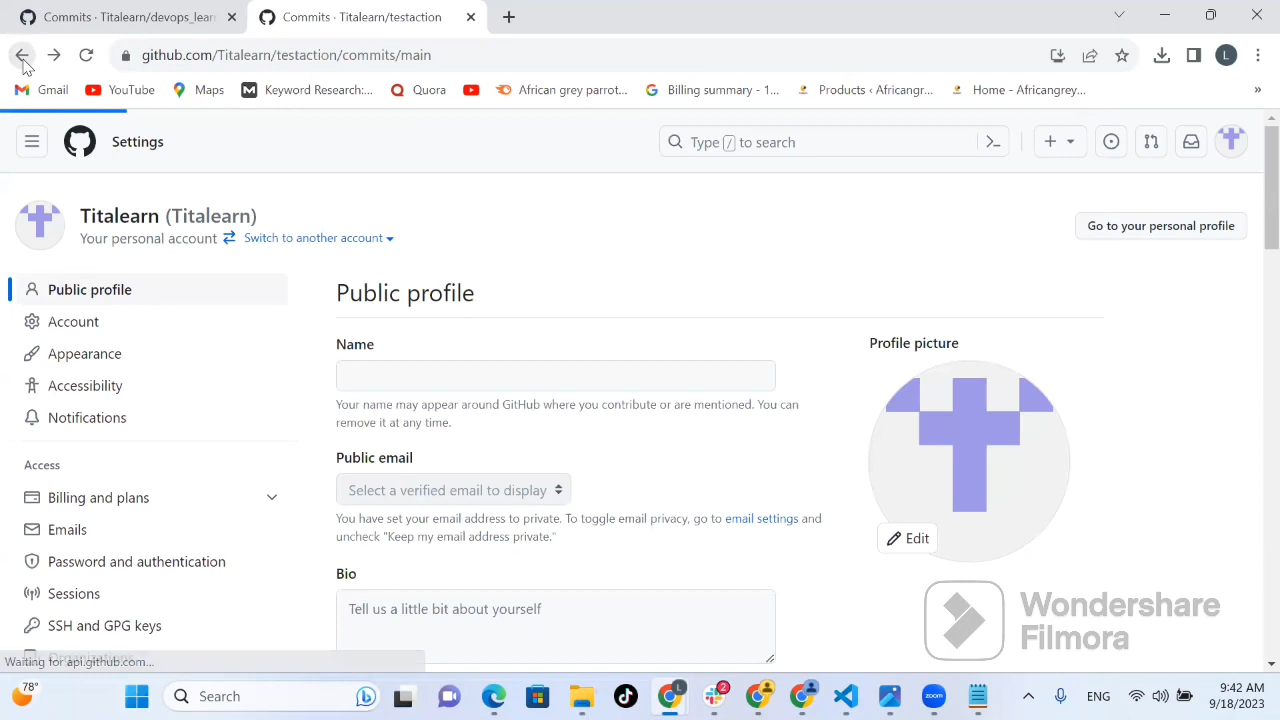 Commits · Titalearn/devops_lear
Commits · Titalearn/testaction
github.com/Titalearn/testaction/commits/main
Gmail
YouTube
Maps
Keyword Research:...
Quora
African grey parrot...
Billing summary - 1...
Products ‹ Africangr...
Home - Africangrey...
»
Settings
Type / to search
Titalearn (Titalearn)
Your personal account
Switch to another account
Go to your personal profile
Public profile
Account
Appearance
Accessibility
Notifications
Access
Billing and plans
Emails
Password and authentication
Sessions
SSH and GPG keys
Organizations
Waiting for api.github.com...
Public profile
Name
Your name may appear around GitHub where you contribute or are mentioned. You can
remove it at any time.
Public email
Select a verified email to display
You have set your email address to private. To toggle email privacy, go to email settings and
uncheck "Keep my email address private."
Bio
Tell us a little bit about yourself
Profile picture
Edit
Wondershare
Filmora
78°
Search
L
2
zoom
ENG
9:42 AM
9/18/2023